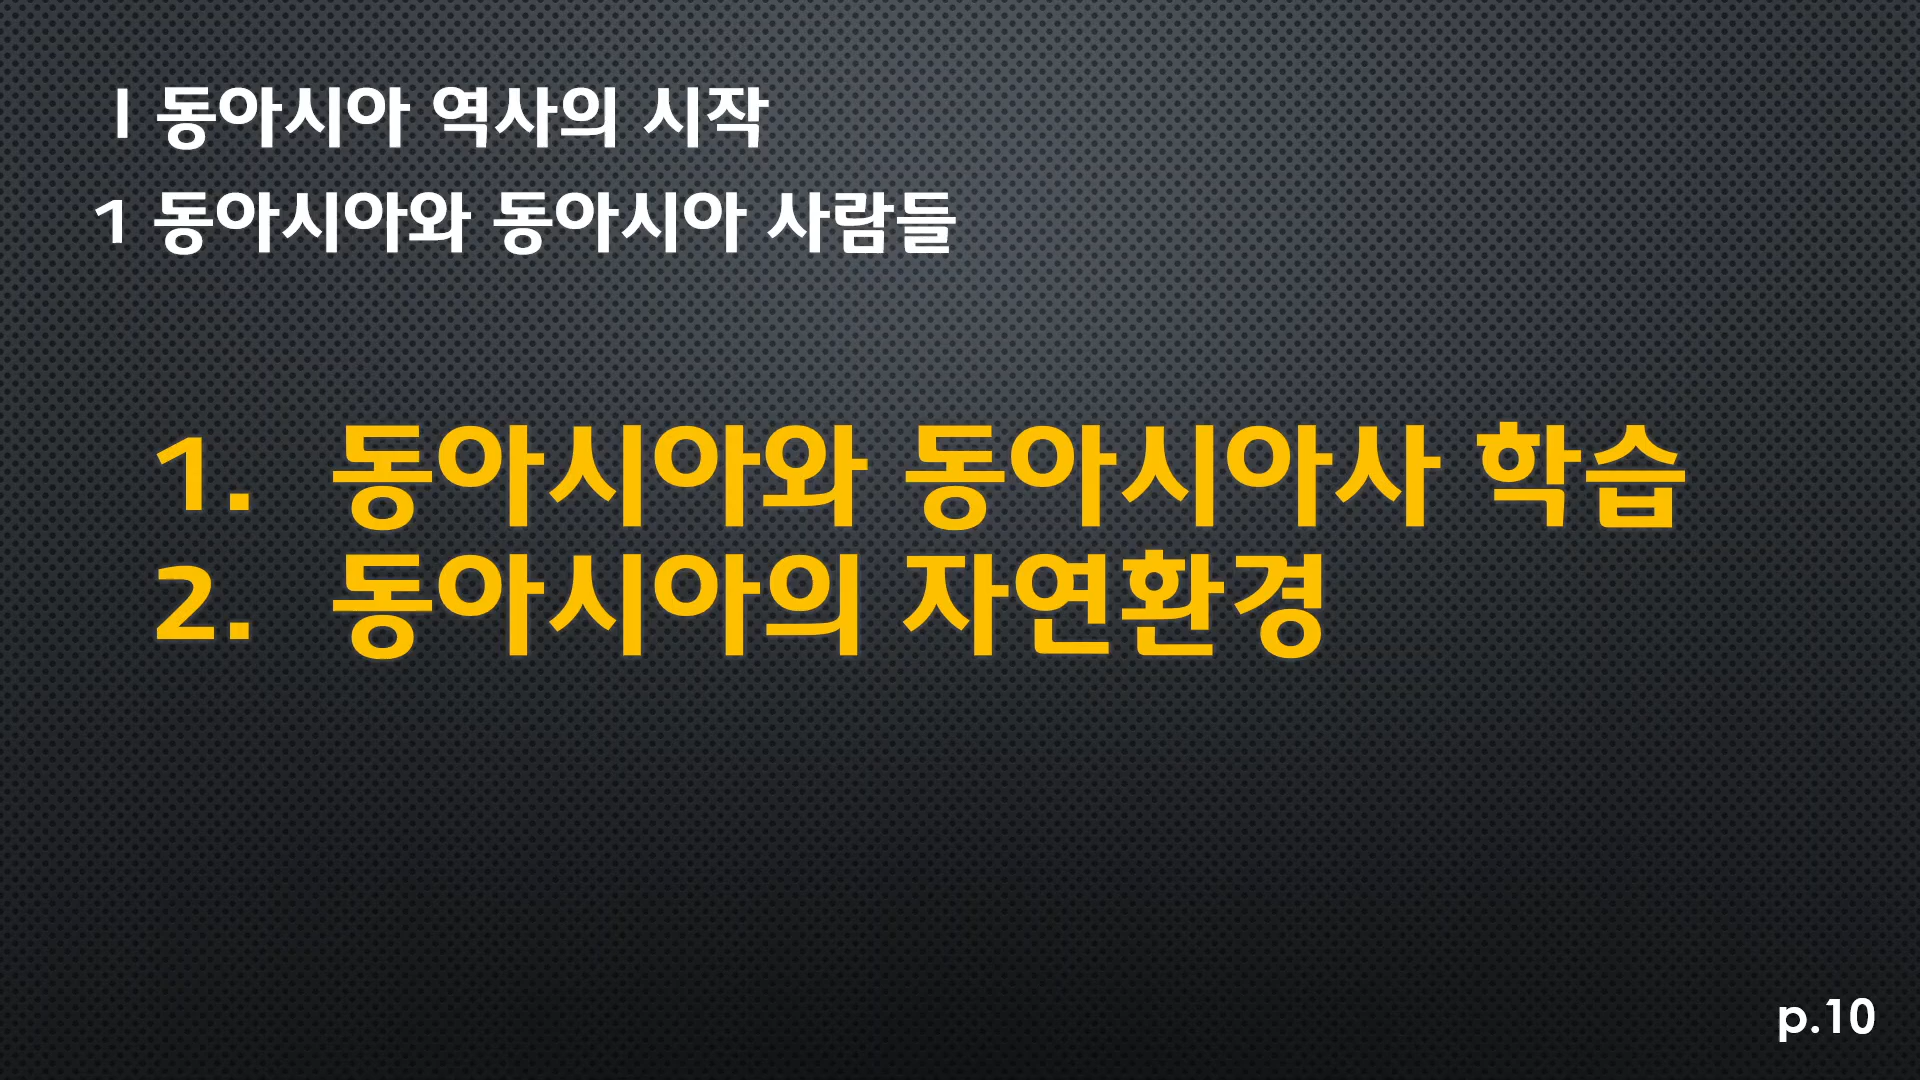 Ⅰ 동아시아 역사의 시작
1 동아시아와 동아시아 사람들
1. 동아시아와 동아시아사 학습
2. 동아시아의 자연환경
p.10